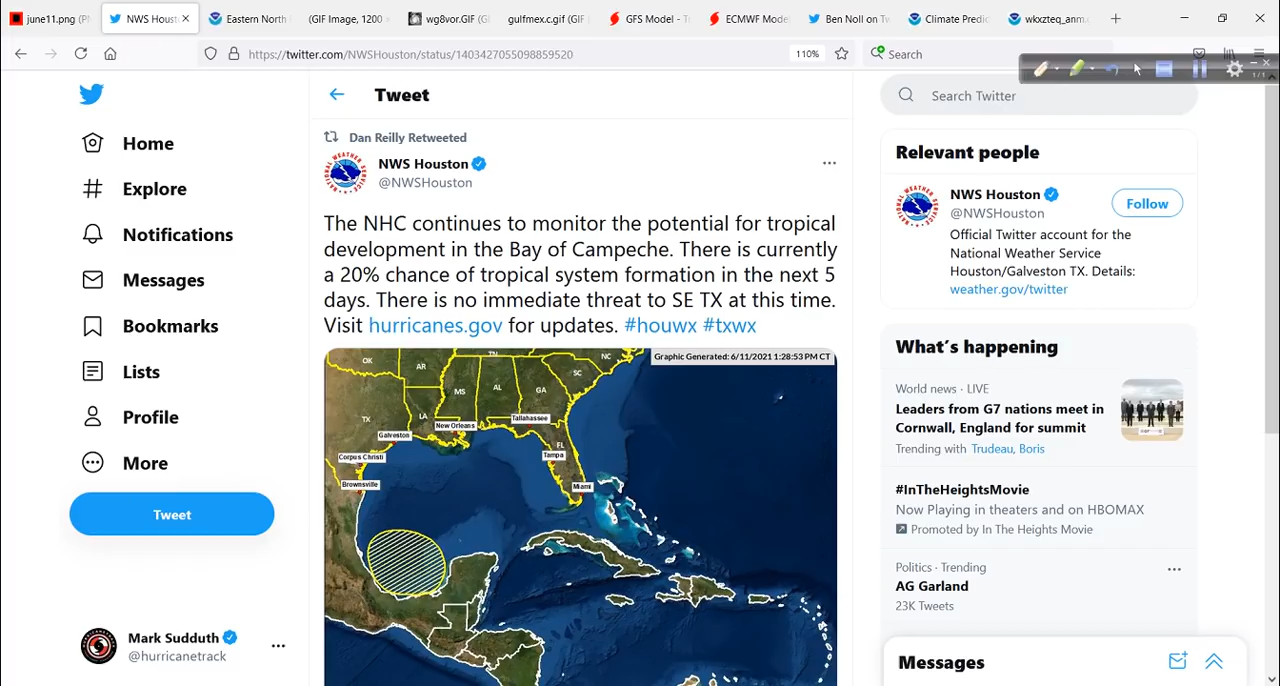 june11.png (PN
NWS Houst
Eastern North
(GIF Image, 1200
wg8vor.GIF (GI
gulfmex.c.gif (GIF
GFS Model - T
ECMWF Mode
Ben Noll on Tw
Climate Predic
wkxzteq_anm.
https://twitter.com/NWSHouston/status/1403427055098859520
110%
Search
1/1
Home
Explore
Notifications
Messages
Bookmarks
Lists
Profile
More
Tweet
Mark Sudduth
@hurricanetrack
Tweet
Dan Reilly Retweeted
NWS Houston
@NWSHouston
The NHC continues to monitor the potential for tropical
development in the Bay of Campeche. There is currently
a 20% chance of tropical system formation in the next 5
days. There is no immediate threat to SE TX at this time.
Visit hurricanes.gov for updates. #houwx #txwx
Graphic Generated: 6/11/2021 1:28:53 PM CT
OK
AR
TN
NC
SC
MS
AL
GA
TX
LA
FL
Tallahassee
New Orleans
Galveston
Corpus Christi
Tampa
Brownsville
Miami
Search Twitter
Relevant people
NWS Houston
@NWSHouston
Follow
Official Twitter account for the
National Weather Service
Houston/Galveston TX. Details:
weather.gov/twitter
What's happening
World news · LIVE
Leaders from G7 nations meet in
Cornwall, England for summit
Trending with Trudeau, Boris
#InTheHeightsMovie
Now Playing in theaters and on HBOMAX
Promoted by In The Heights Movie
Politics · Trending
AG Garland
23K Tweets
Messages